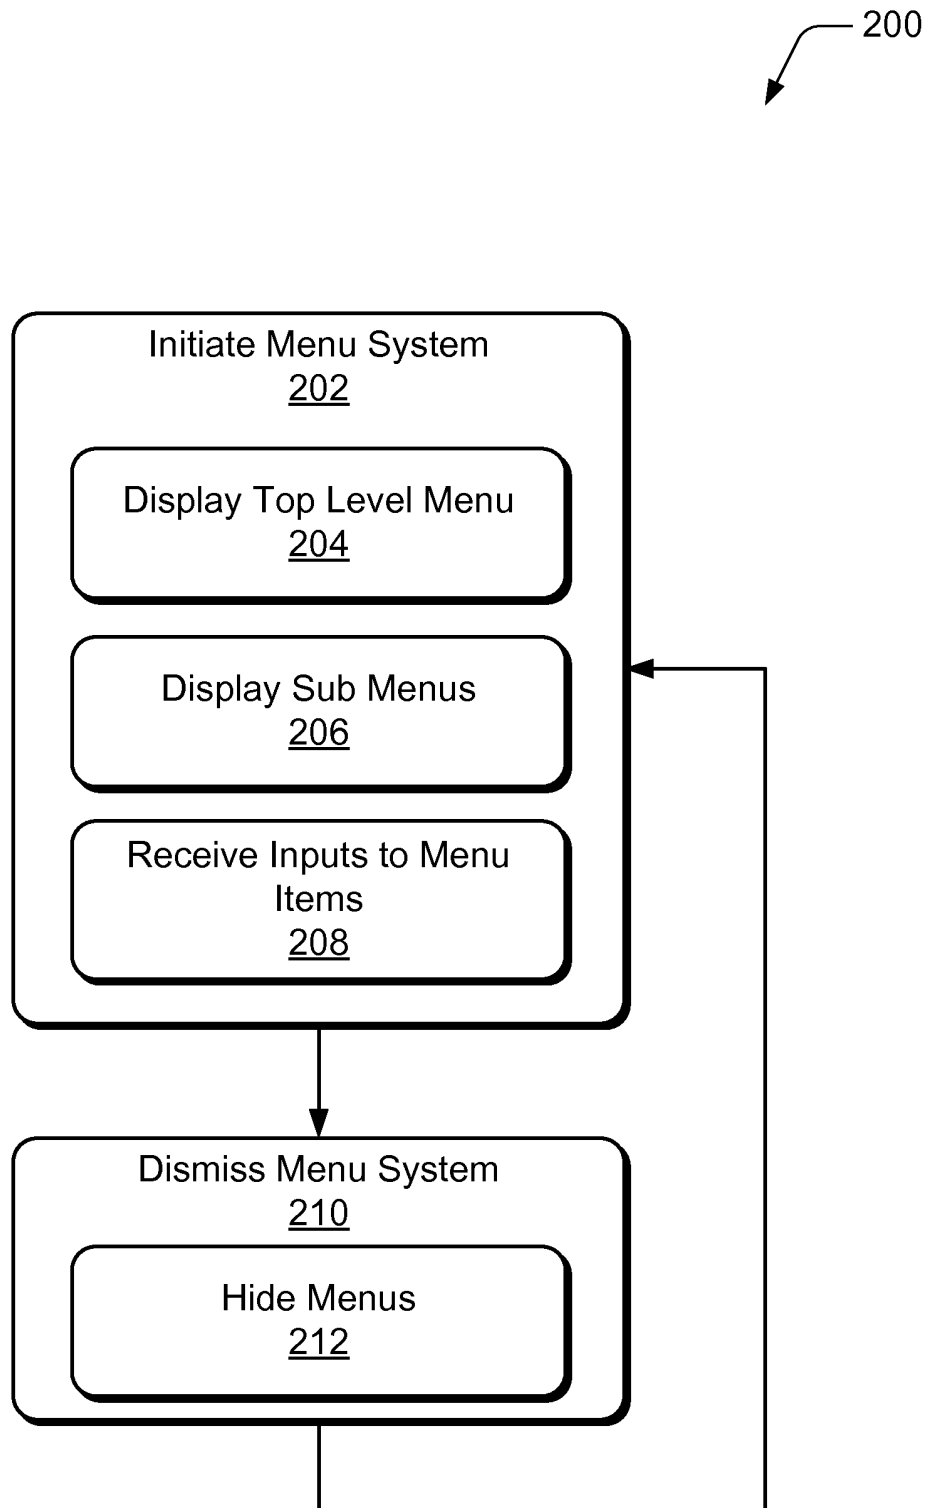 200
Initiate Menu System
202
Display Top Level Menu
204
Display Sub Menus
206
Receive Inputs to Menu
Items
208
Dismiss Menu System
210
Hide Menus
212